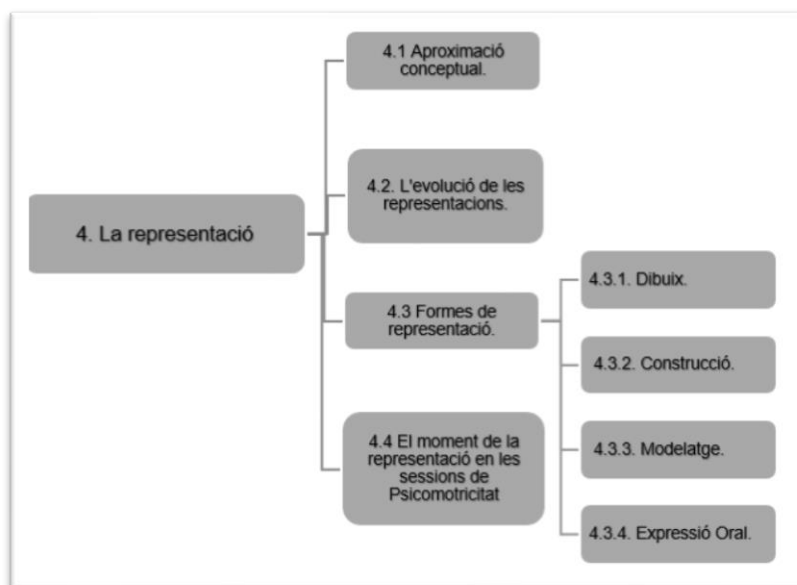 4. La representació
4.1 Aproximació
conceptual.
4.2. L'evolució de les
representacions.
4.3 Formes de
representació.
4.3.1. Dibuix.
4.3.2. Construcció.
4.3.3. Modelatge.
4.3.4. Expressió Oral.
4.4 El moment de la
representació en les
sessions de
Psicomotricitat